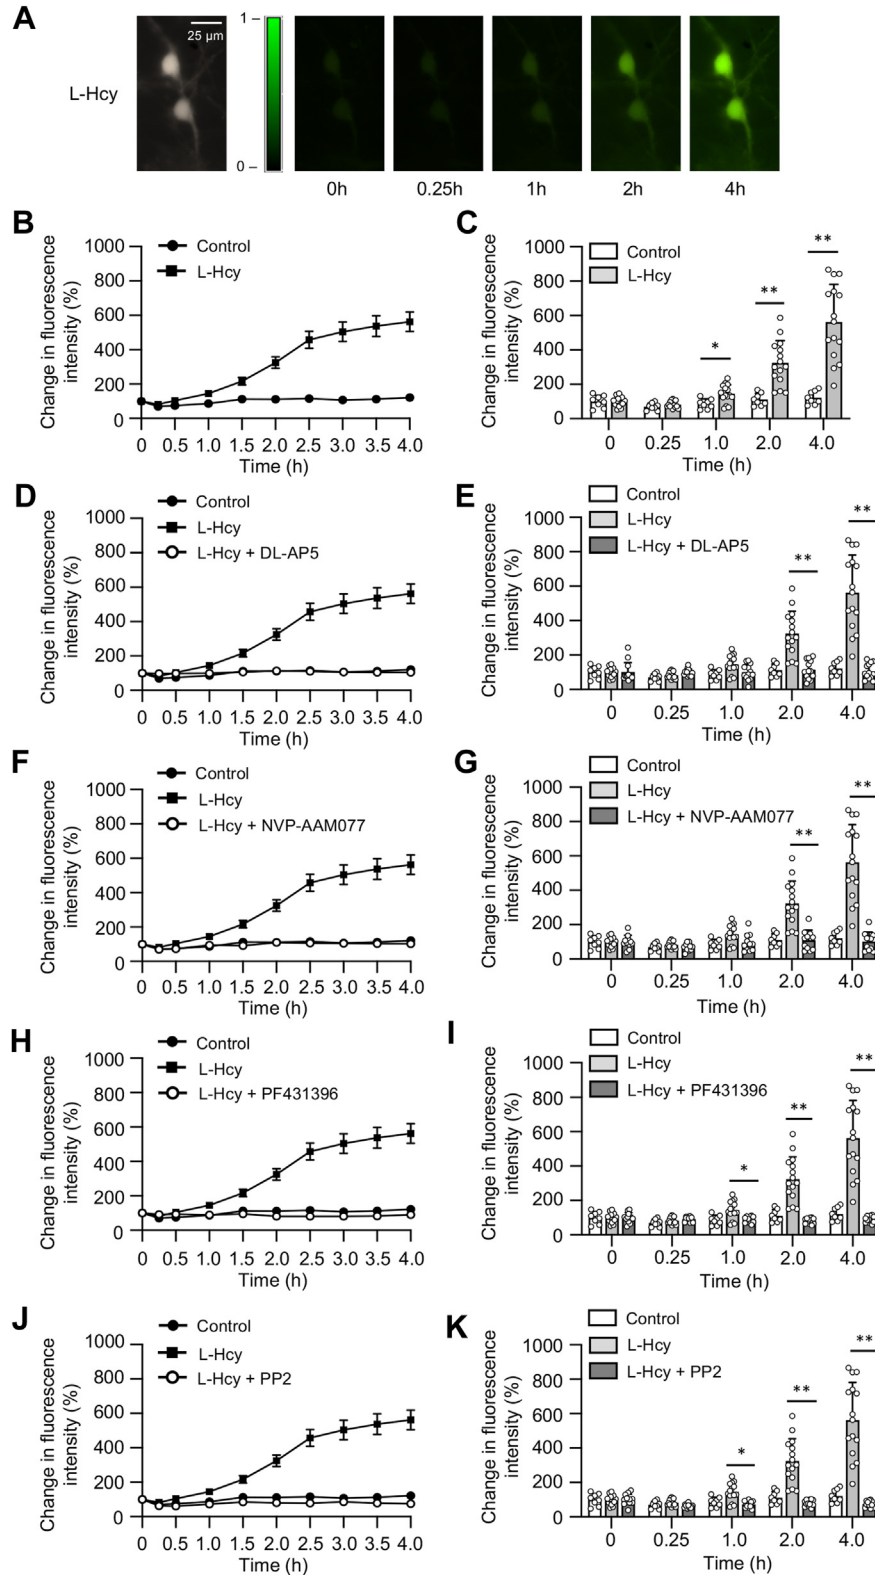 A
25 µm
1
0
L-Hcy
0h 0.25h 1h 2h 4h
B
Change in fluorescence
intensity (%)
Control
L-Hcy
1000
800
600
400
200
0
0 0.5 1.0 1.5 2.0 2.5 3.0 3.5 4.0
Time (h)
C
Change in fluorescence
intensity (%)
Control
L-Hcy
1000
800
600
400
200
0
*
**
**
0 0.25 1.0 2.0 4.0
Time (h)
D
Change in fluorescence
intensity (%)
Control
L-Hcy
L-Hcy + DL-AP5
1000
800
600
400
200
0
0 0.5 1.0 1.5 2.0 2.5 3.0 3.5 4.0
Time (h)
E
Change in fluorescence
intensity (%)
Control
L-Hcy
L-Hcy + DL-AP5
1000
800
600
400
200
0
**
**
0 0.25 1.0 2.0 4.0
Time (h)
F
Change in fluorescence
intensity (%)
Control
L-Hcy
L-Hcy + NVP-AAM077
1000
800
600
400
200
0
0 0.5 1.0 1.5 2.0 2.5 3.0 3.5 4.0
Time (h)
G
Change in fluorescence
intensity (%)
Control
L-Hcy
L-Hcy + NVP-AAM077
1000
800
600
400
200
0
**
**
0 0.25 1.0 2.0 4.0
Time (h)
H
Change in fluorescence
intensity (%)
Control
L-Hcy
L-Hcy + PF431396
1000
800
600
400
200
0
0 0.5 1.0 1.5 2.0 2.5 3.0 3.5 4.0
Time (h)
I
Change in fluorescence
intensity (%)
Control
L-Hcy
L-Hcy + PF431396
1000
800
600
400
200
0
*
**
**
0 0.25 1.0 2.0 4.0
Time (h)
J
Change in fluorescence
intensity (%)
Control
L-Hcy
L-Hcy + PP2
1000
800
600
400
200
0
0 0.5 1.0 1.5 2.0 2.5 3.0 3.5 4.0
Time (h)
K
Change in fluorescence
intensity (%)
Control
L-Hcy
L-Hcy + PP2
1000
800
600
400
200
0
*
**
**
0 0.25 1.0 2.0 4.0
Time (h)